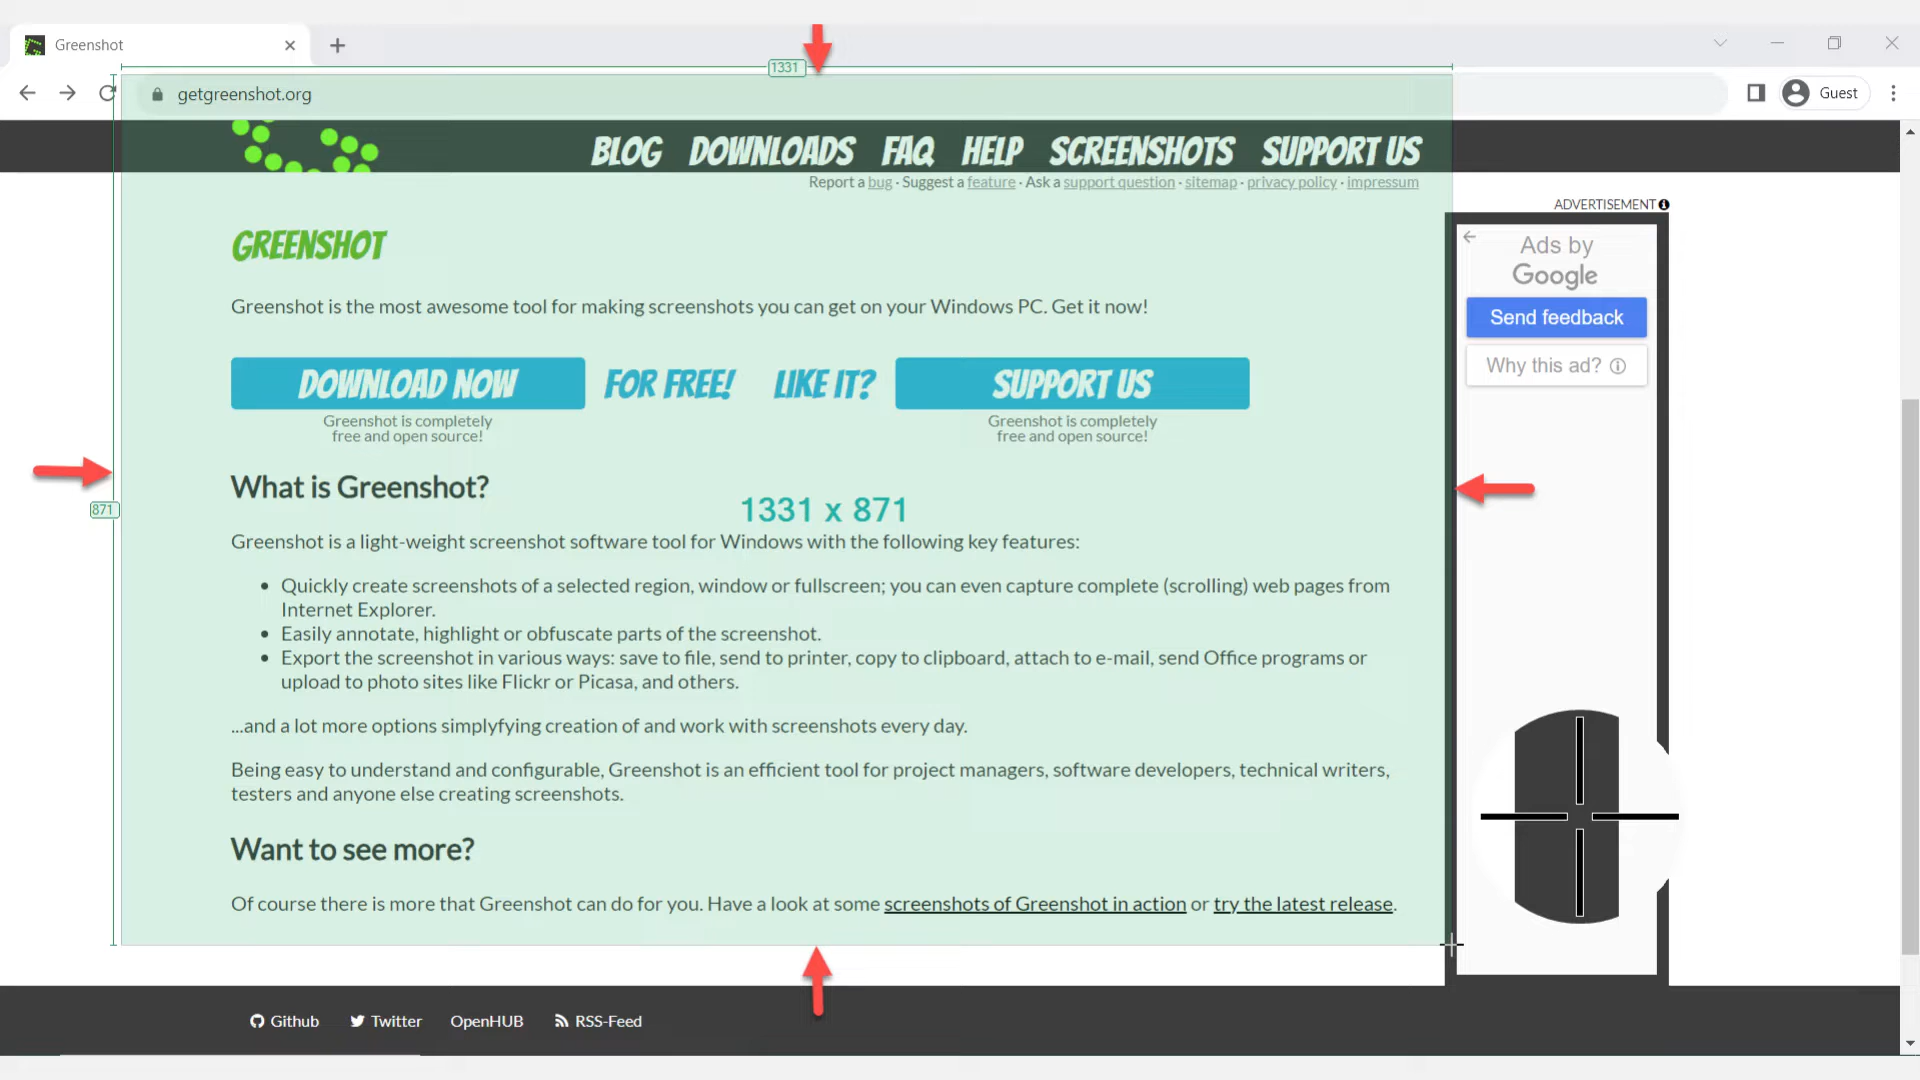 Greenshot
1331
getgreenshot.org
Guest
BLOG DOWNLOADS FAQ HELP SCREENSHOTS SUPPORT US
Report a bug · Suggest a feature · Ask a support question · sitemap · privacy policy · impressum
ADVERTISEMENT
GREENSHOT
Ads by
Google
Greenshot is the most awesome tool for making screenshots you can get on your Windows PC. Get it now!
Send feedback
Why this ad?
DOWNLOAD NOW FOR FREE! LIKE IT? SUPPORT US
Greenshot is completely
free and open source!
Greenshot is completely
free and open source!
What is Greenshot?
871
1331 x 871
Greenshot is a light-weight screenshot software tool for Windows with the following key features:
• Quickly create screenshots of a selected region, window or fullscreen; you can even capture complete (scrolling) web pages from
Internet Explorer.
• Easily annotate, highlight or obfuscate parts of the screenshot.
• Export the screenshot in various ways: save to file, send to printer, copy to clipboard, attach to e-mail, send Office programs or
upload to photo sites like Flickr or Picasa, and others.
...and a lot more options simplyfying creation of and work with screenshots every day.
Being easy to understand and configurable, Greenshot is an efficient tool for project managers, software developers, technical writers,
testers and anyone else creating screenshots.
Want to see more?
Of course there is more that Greenshot can do for you. Have a look at some screenshots of Greenshot in action or try the latest release.
Github Twitter OpenHUB RSS-Feed